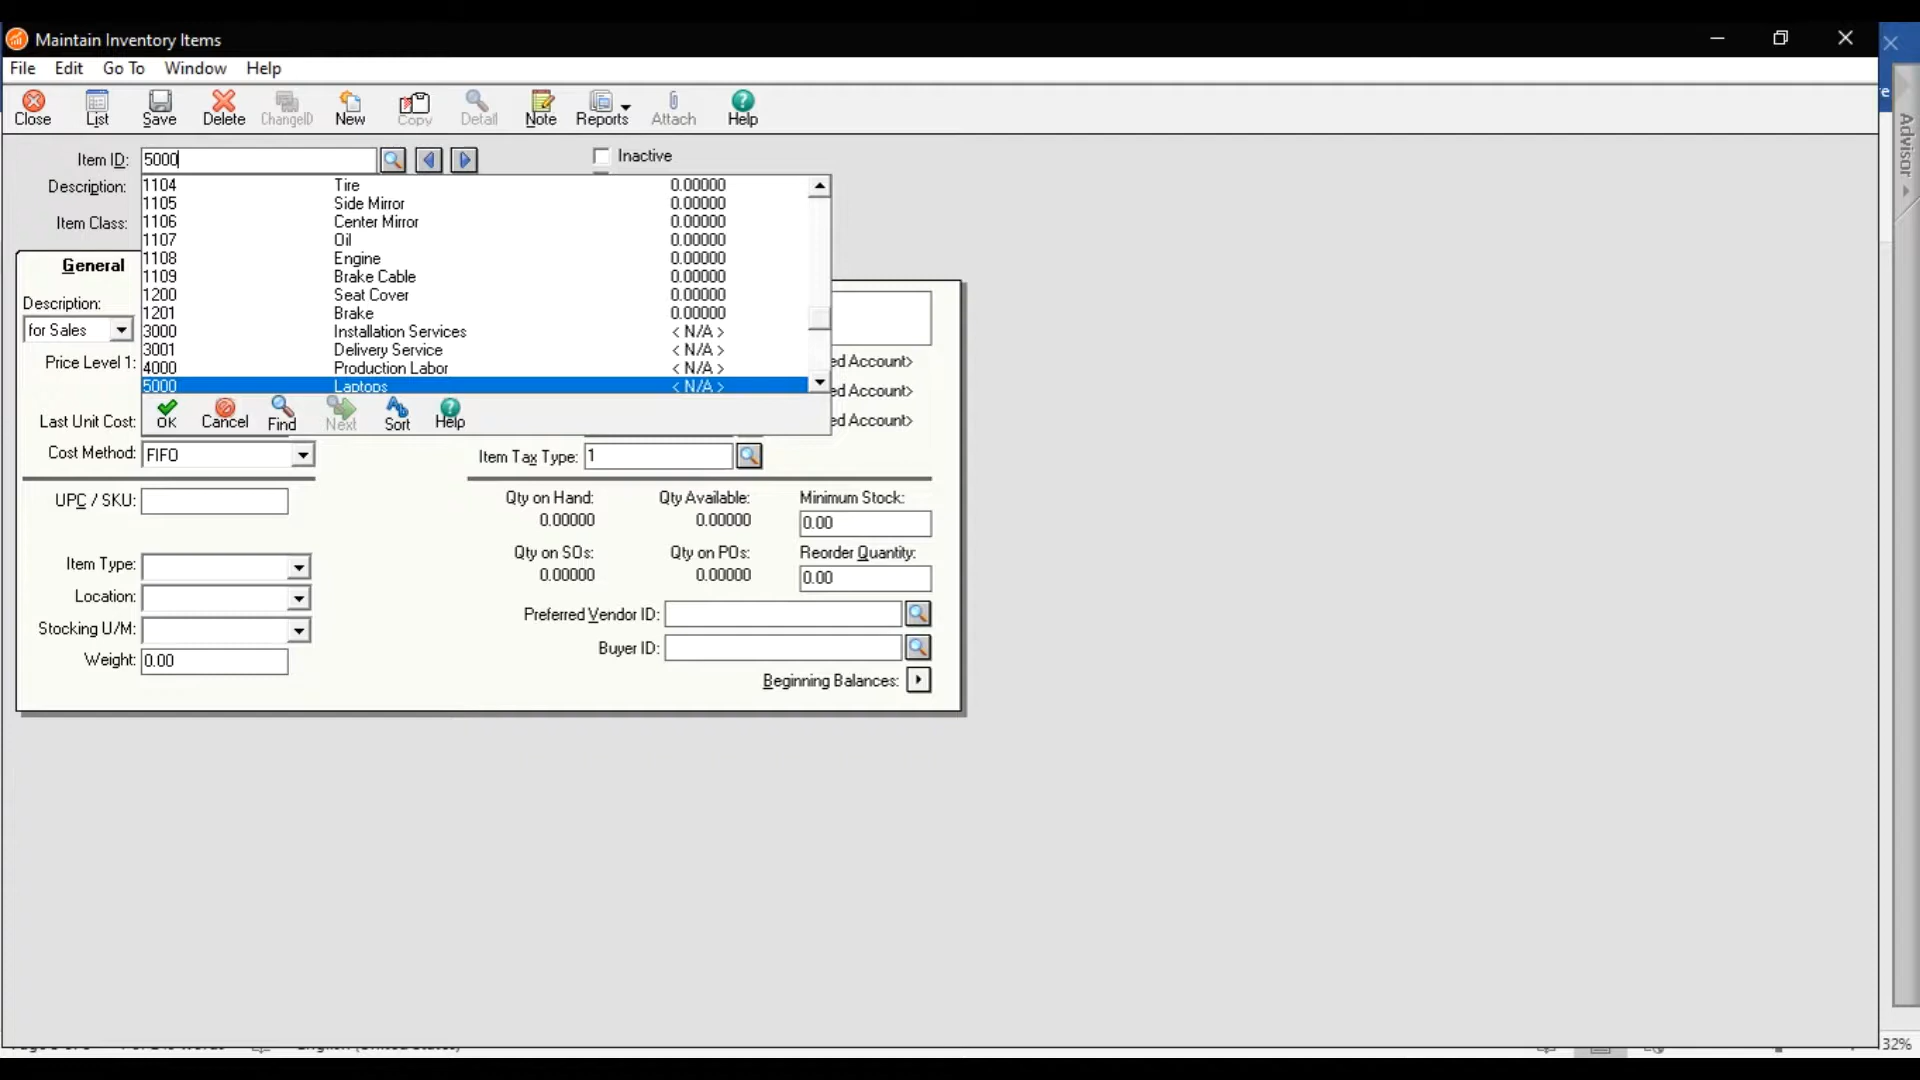 Maintain Inventory Items
File Edit Go To Window Help
Close List Save Delete ChangeID New Copy Detail Note Reports Attach Help
Item ID: 5000 Inactive
Description:
Item Class:
1104 Tire 0.00000
1105 Side Mirror 0.00000
1106 Center Mirror 0.00000
1107 Oil 0.00000
1108 Engine 0.00000
1109 Brake Cable 0.00000
1200 Seat Cover 0.00000
1201 Brake 0.00000
3000 Installation Services < N/A >
3001 Delivery Service < N/A >
4000 Production Labor < N/A >
5000 Laptops < N/A >
OK Cancel Find Next Sort Help
General
Description:
for Sales
Price Level 1:
ed Account>
ed Account>
Last Unit Cost: ed Account>
Cost Method: FIFO Item Tax Type: 1
UPC / SKU:
Qty on Hand: Qty Available: Minimum Stock:
0.00000 0.00000 0.00
Qty on SOs: Qty on POs: Reorder Quantity:
0.00000 0.00000 0.00
Item Type:
Location:
Stocking U/M:
Weight: 0.00
Preferred Vendor ID:
Buyer ID:
Beginning Balances:
Advisor
32%